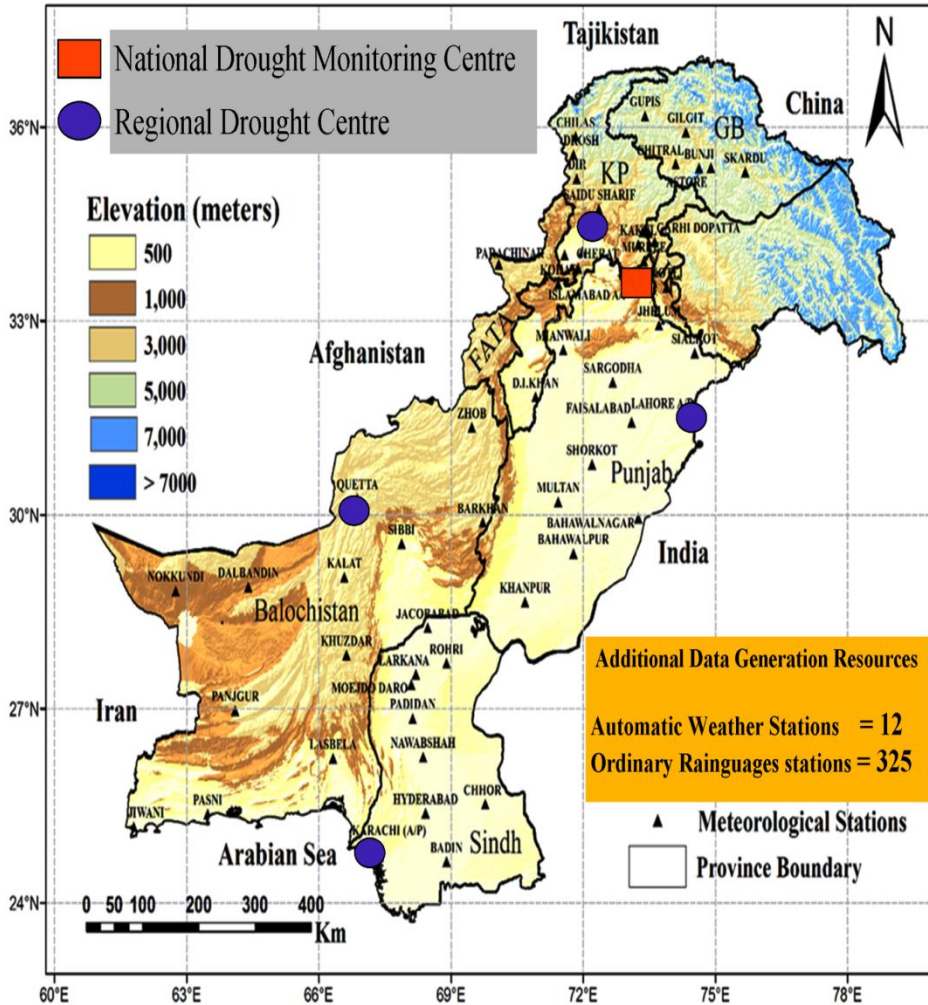 Tajikistan
N
National Drought Monitoring Centre
China
Regional Drought Centre
36°N
GUPIS
GILGIT
GB
CHILAS
DROSH
CHITRAL
BUNJI
SKARDU
DIR
KP
ASTORE
SAIDU SHARIF
Elevation (meters)
500
1,000
3,000
5,000
7,000
> 7000
GARHI DOPATTA
PARACHINAR
CHERAT
ISLAMABAD A
33°N
JHELUM
Afghanistan
FATA
MIANWALI
SIALKOT
SARGODHA
D.I.KHAN
FAISALABAD
LAHORE A
ZHOB
SHORKOT
Punjab
QUETTA
MULTAN
30°N
BARKHAN
BAHAWALNAGAR
SIBBI
BAHAWALPUR
India
NOKKUNDI
DALBANDIN
KALAT
KHANPUR
Balochistan
JACOBABAD
KHUZDAR
ROHRI
LARKANA
Additional Data Generation Resources
Automatic Weather Stations = 12
Ordinary Rainguages stations = 325
MOEJDO DARO
27°N
Iran
PANJGUR
PADIDAN
LASBELA
NAWABSHAH
PASNI
JIWANI
HYDERABAD
CHHOR
KARACHI (A/P)
Meteorological Stations
Arabian Sea
BADIN
Sindh
Province Boundary
24°N
0 50 100 200 300 400
Km
60°E 63°E 66°E 69°E 72°E 75°E 78°E